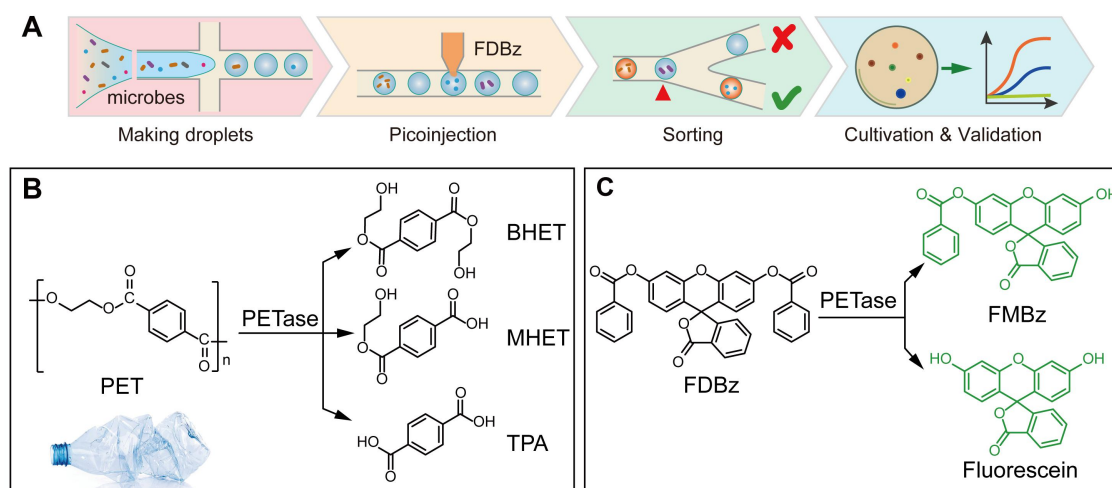 A
microbes
FDBz
Making droplets
Picoinjection
Sorting
Cultivation & Validation
B
OH
O
O
O
O
OH
BHET
O
O
O
C
O
n
PET
PETase
OH
O
O
O
OH
MHET
O
OH
HO
O
TPA
C
O
O
O
O
O
O
O
FDBz
PETase
O
O
O
OH
O
O
FMBz
HO
O
OH
O
O
Fluorescein